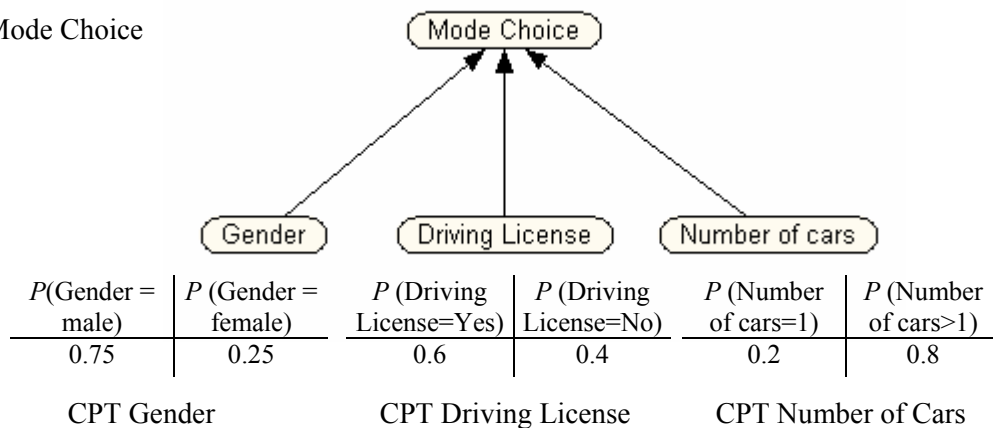 Mode Choice
Mode Choice
Gender
Driving License
Number of cars
P(Gender = male) P (Gender = female) P (Driving License=Yes) P (Driving License=No) P (Number of cars=1) P (Number of cars>1)
0.75 0.25 0.6 0.4 0.2 0.8
CPT Gender CPT Driving License CPT Number of Cars